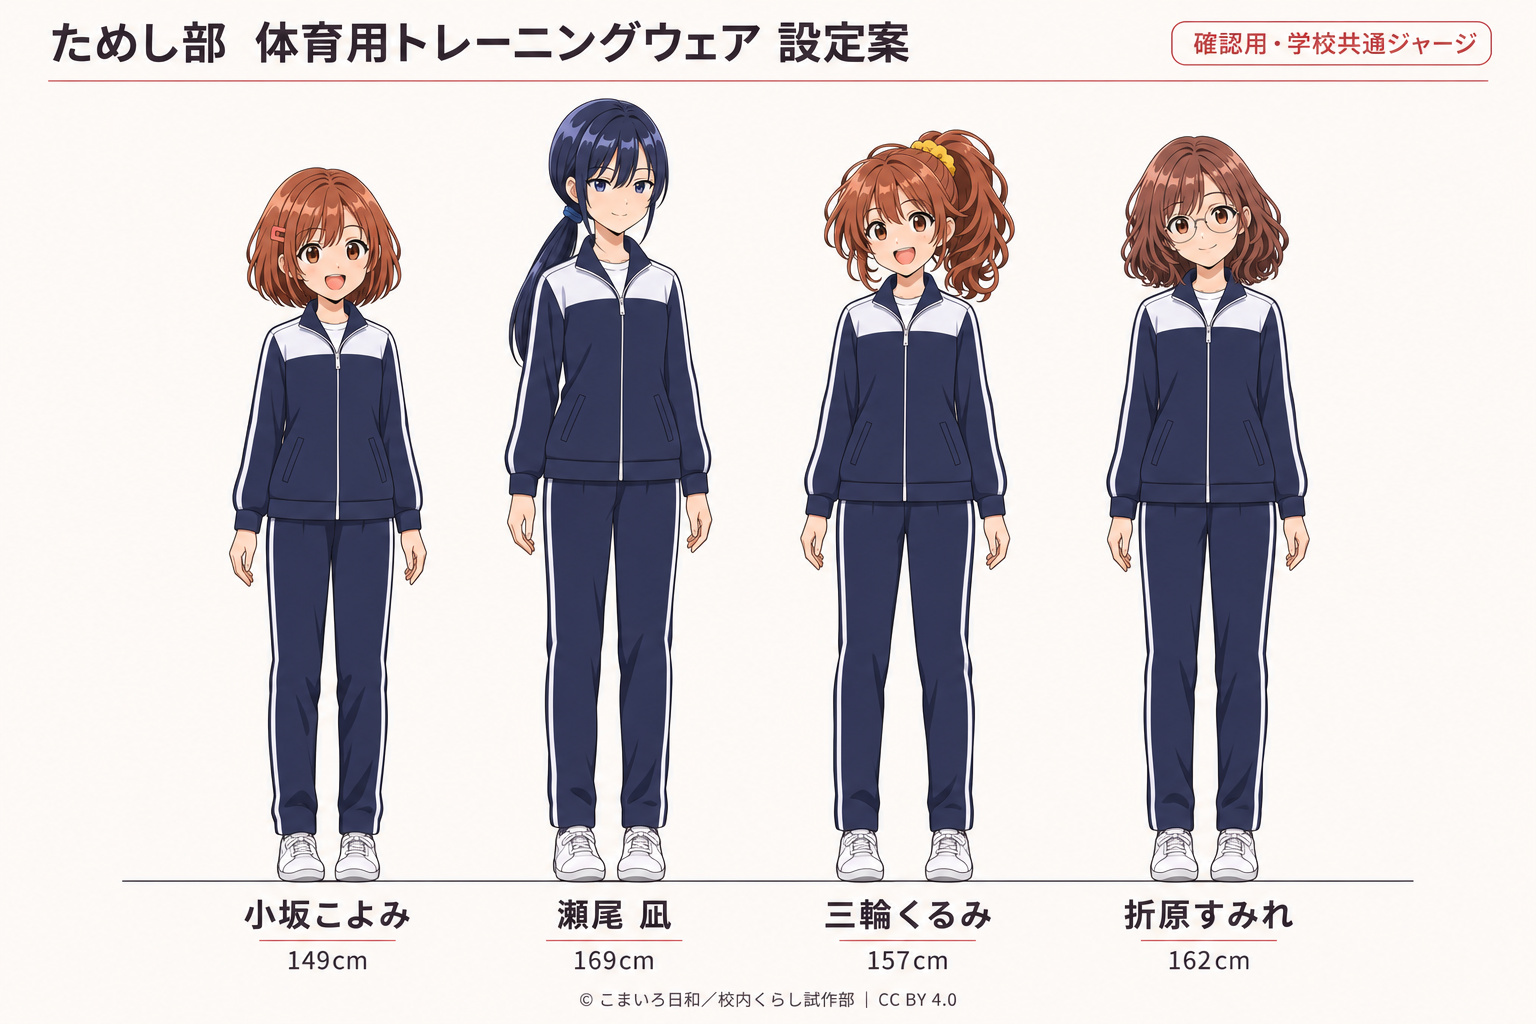 ためし部 体育用トレーニングウェア 設定案
確認用・学校共通ジャージ
小坂こよみ
149cm
瀬尾 凪
169cm
三輪くるみ
157cm
折原すみれ
162cm
© こまいろ日和／校内くらし試作部 | CC BY 4.0